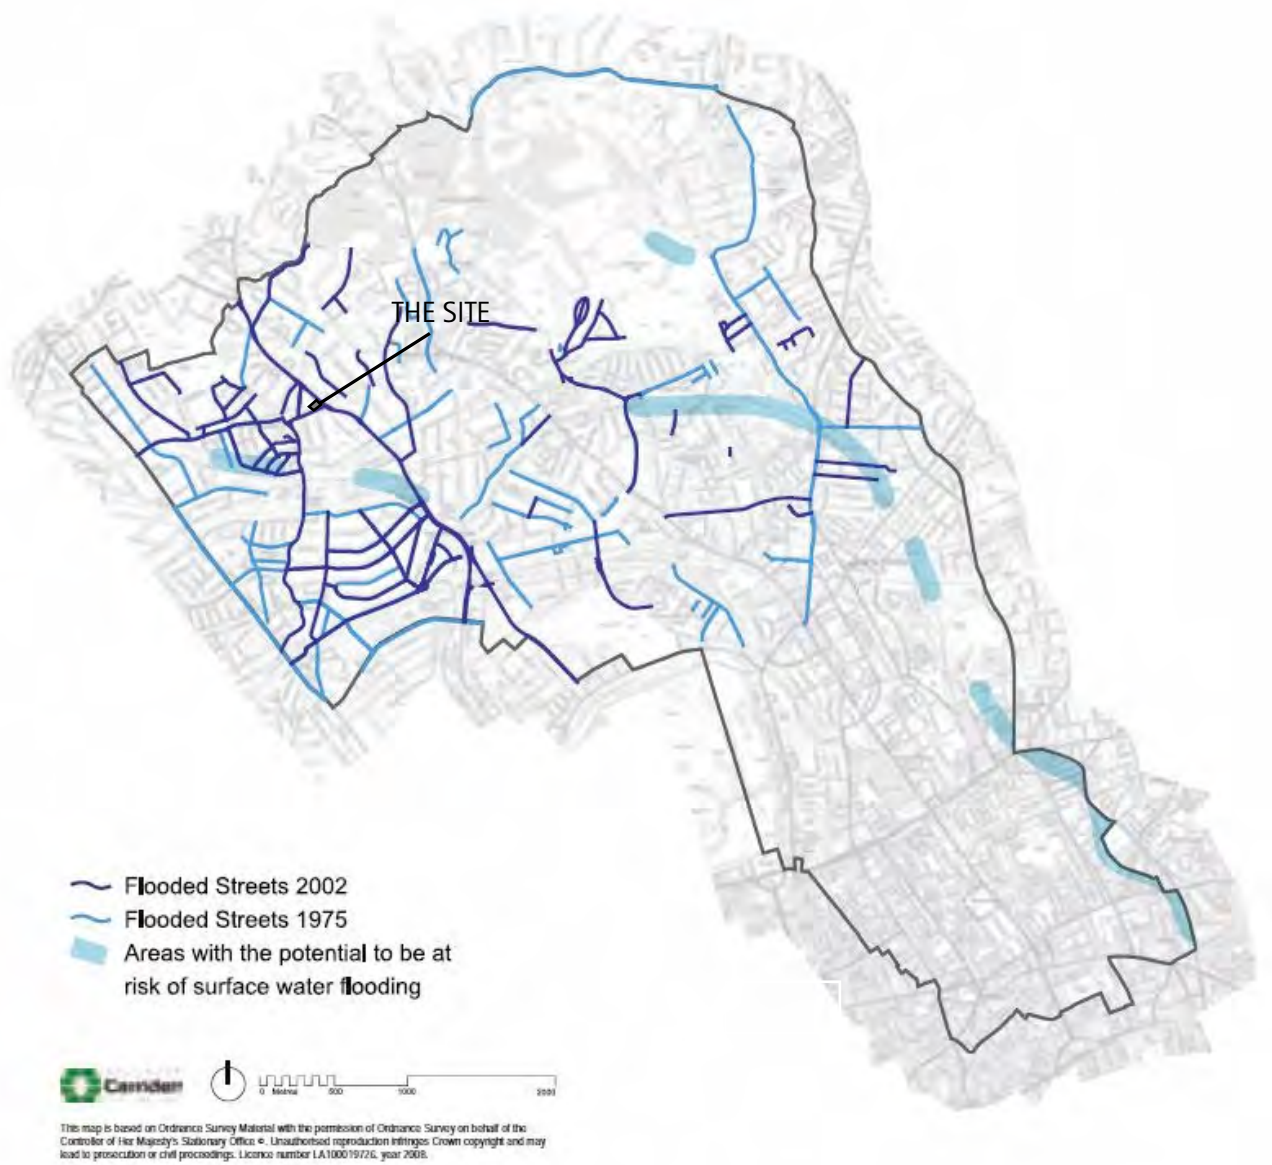 THE SITE
Flooded Streets 2002
Flooded Streets 1975
Areas with the potential to be at
risk of surface water flooding
Camden
0 Metres 500 1000 2000
This map is based on Ordnance Survey Material with the permission of Ordnance Survey on behalf of the
Controller of Her Majesty's Stationary Office ©. Unauthorised reproduction infringes Crown copyright and may
lead to prosecution or civil proceedings. Licence number LA100019726, year 2008.